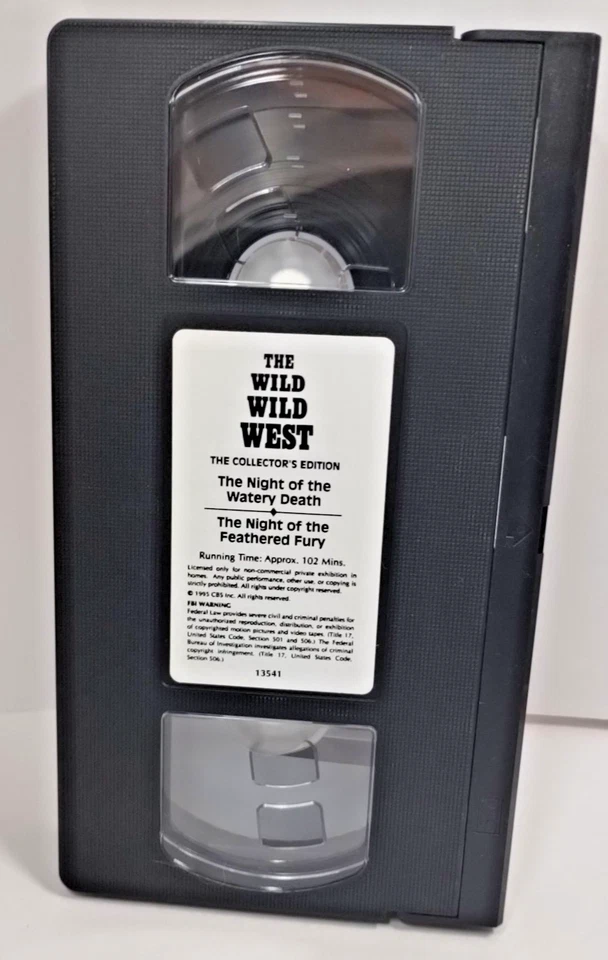 THE
WILD
WILD
WEST
THE COLLECTOR'S EDITION
The Night of the
Watery Death
The Night of the
Feathered Fury
Running Time: Approx. 102 Mins.
Licensed only for non-commercial private exhibition in
homes. Any public performance, other use, or copying is
strictly prohibited. All rights under copyright reserved.
© 1995 CBS Inc. All rights reserved.
FBI WARNING
Federal Law provides severe civil and criminal penalties for
the unauthorized reproduction, distribution, or exhibition
of copyrighted motion pictures and video tapes. (Title 17,
United States Code, Section 501 and 506.) The Federal
Bureau of Investigation investigates allegations of criminal
copyright infringement. (Title 17, United States Code,
Section 506.)
13541